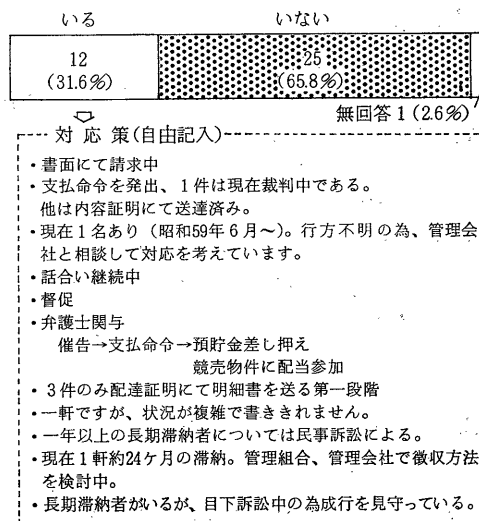 いる いない
12 25
(31.6%) (65.8%)
無回答 1 (2.6%)
対応策(自由記入)
・書面にて請求中
・支払命令を発出、1件は現在裁判中である。
他は内容証明にて送達済み。
・現在1名あり(昭和59年6月~)。行方不明の為、管理会
社と相談して対応を考えています。
・話合い継続中
・督促
・弁護士関与
催告→支払命令→預貯金差し押え
競売物件に配当参加
・3件のみ配達証明にて明細書を送る第一段階
・一軒ですが、状況が複雑で書ききれません。
・一年以上の長期滞納者については民事訴訟による。
・現在1軒約24ケ月の滞納。管理組合、管理会社で徴収方法
を検討中。
・長期滞納者がいるが、目下訴訟中の為成行を見守っている。